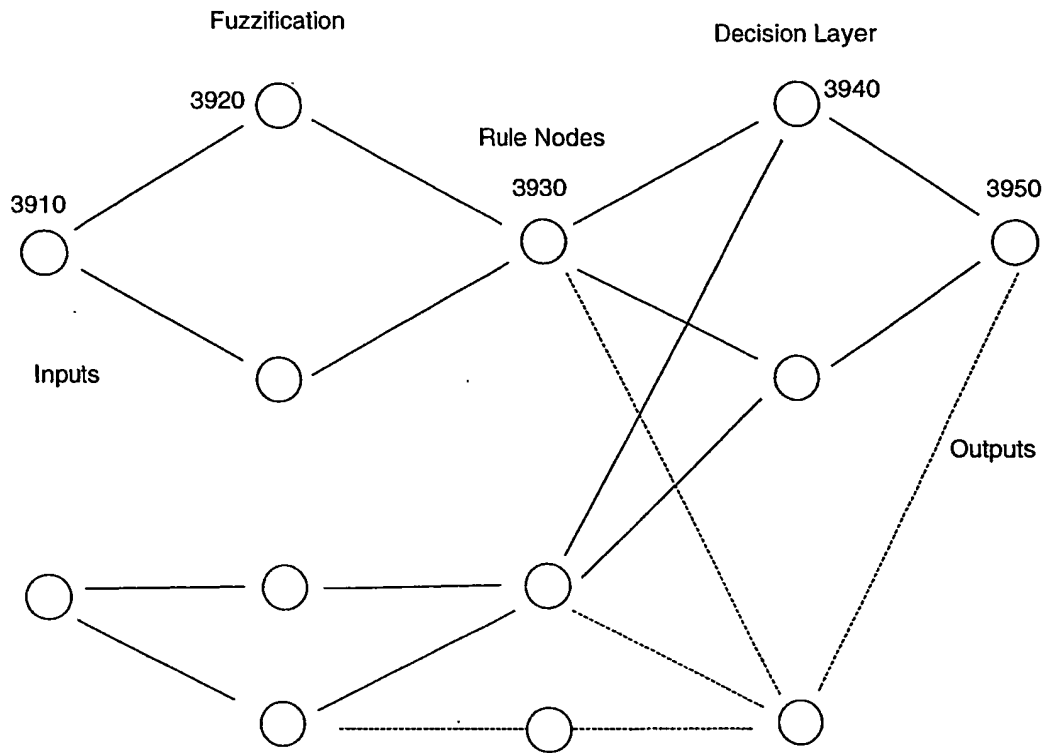 Fuzzification
Decision Layer
3920
3940
Rule Nodes
3930
3910
3950
Inputs
Outputs